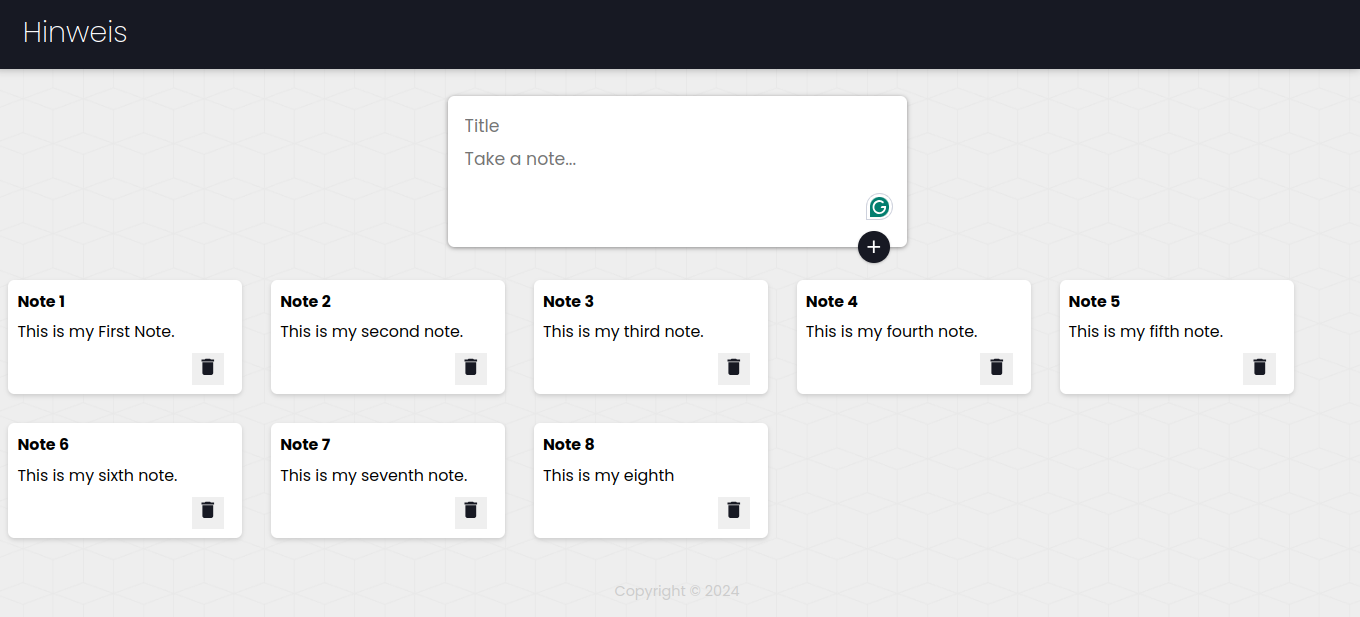 Hinweis
Title
Take a note...
Note 1
This is my First Note.
Note 2
This is my second note.
Note 3
This is my third note.
Note 4
This is my fourth note.
Note 5
This is my fifth note.
Note 6
This is my sixth note.
Note 7
This is my seventh note.
Note 8
This is my eighth
Copyright © 2024